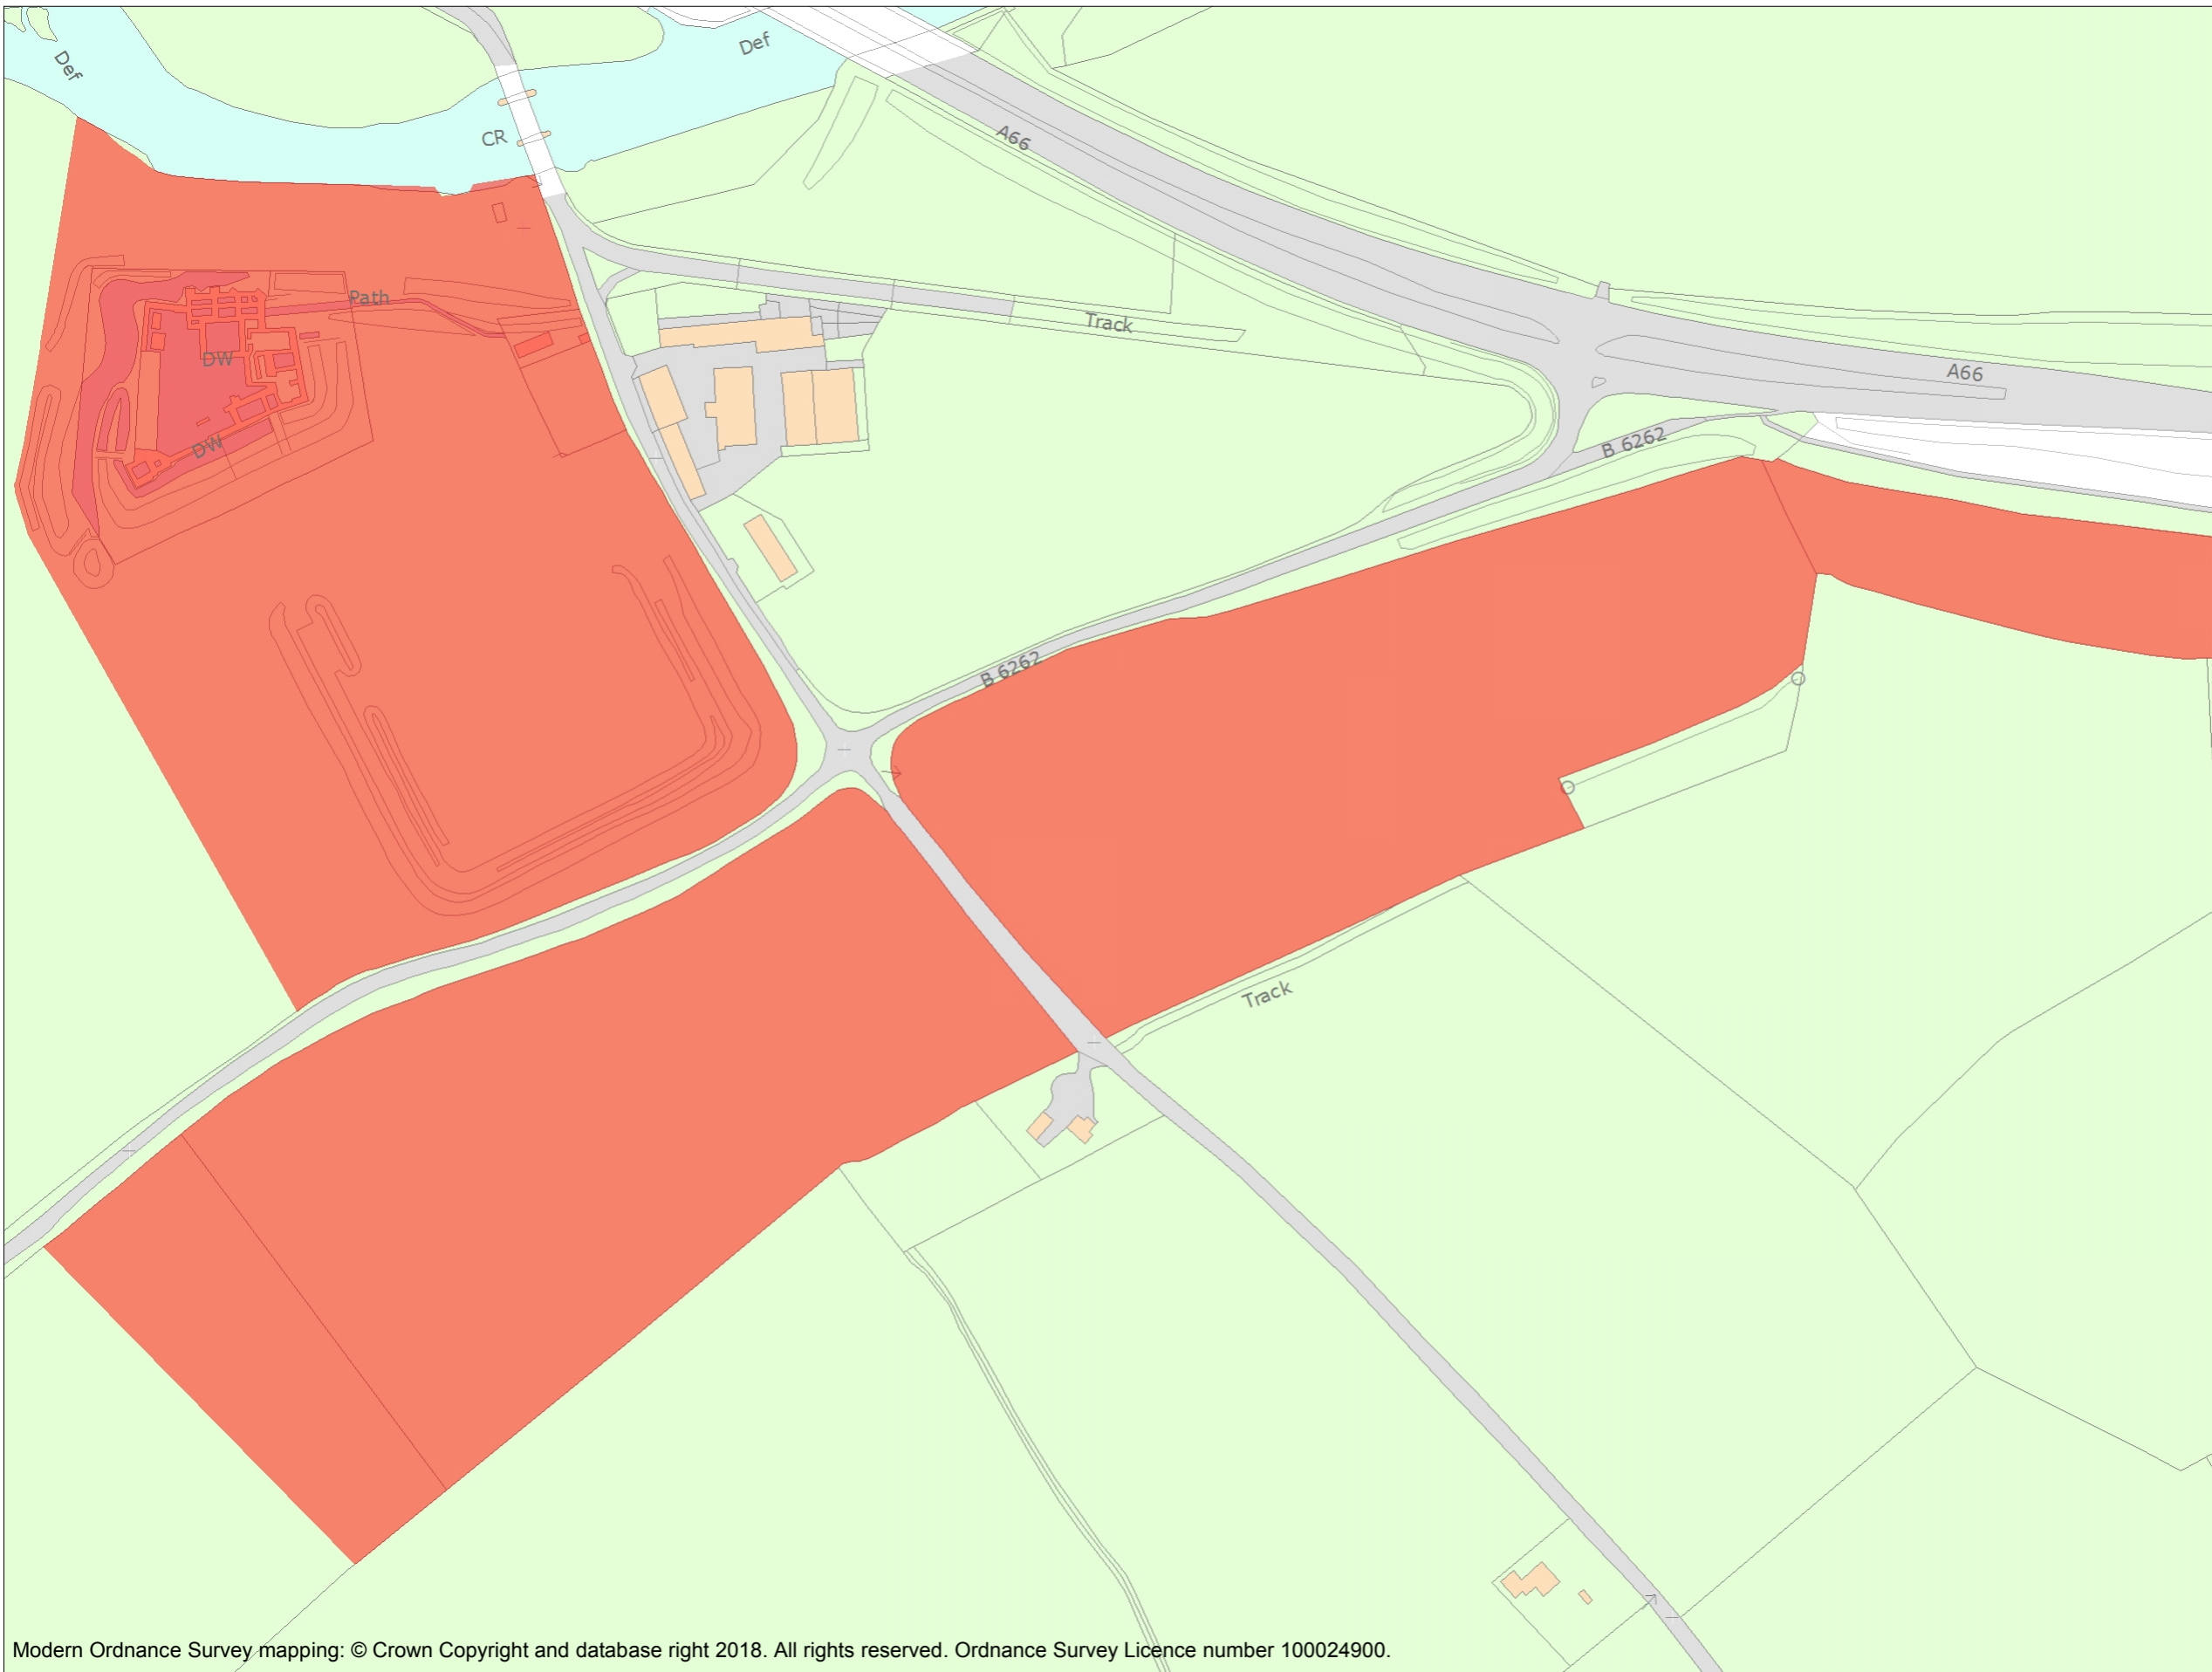 Def
Def
CR
A66
Path
Track
DW
A66
DW
B 6262
B 6262
Track
Modern Ordnance Survey mapping: © Crown Copyright and database right 2018. All rights reserved. Ordnance Survey Licence number 100024900.